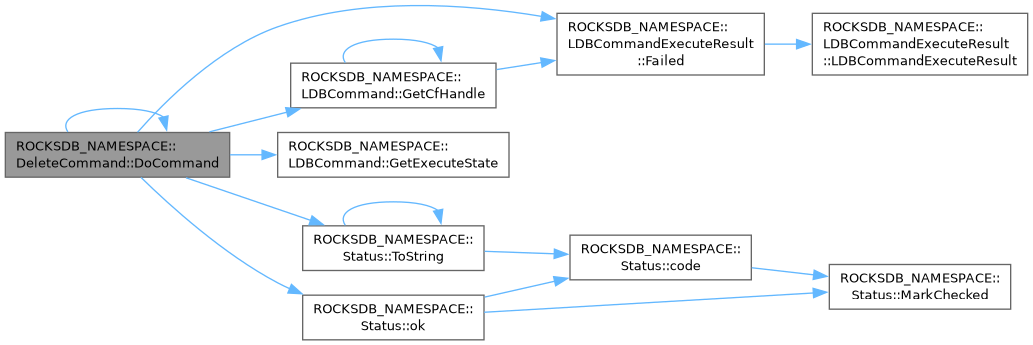 ROCKSDB_NAMESPACE::
DeleteCommand::DoCommand
ROCKSDB_NAMESPACE::
LDBCommand::GetCfHandle
ROCKSDB_NAMESPACE::
LDBCommandExecuteResult
::Failed
ROCKSDB_NAMESPACE::
LDBCommandExecuteResult
::LDBCommandExecuteResult
ROCKSDB_NAMESPACE::
LDBCommand::GetExecuteState
ROCKSDB_NAMESPACE::
Status::ToString
ROCKSDB_NAMESPACE::
Status::code
ROCKSDB_NAMESPACE::
Status::MarkChecked
ROCKSDB_NAMESPACE::
Status::ok